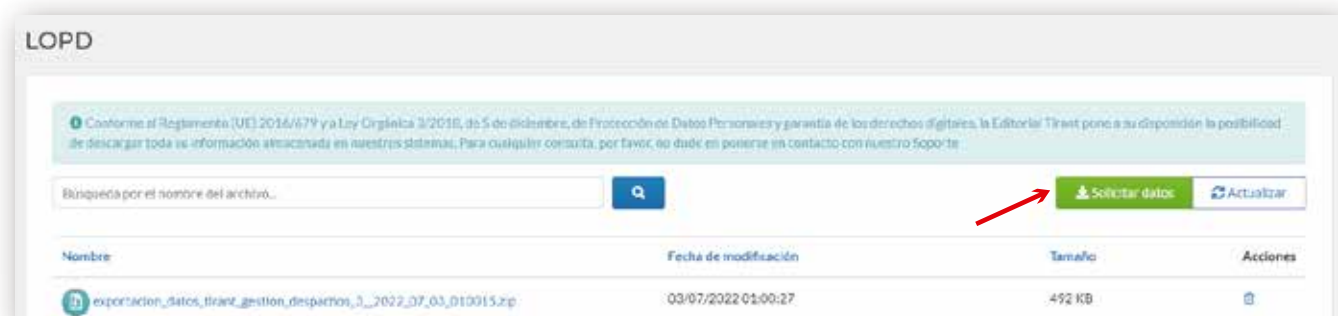 LOPD
Conforme al Reglamento (UE) 2016/679 y a Ley Orgánica 3/2018, de 5 de diciembre, de Protección de Datos Personales y garantía de los derechos digitales, la Editorial Tirant pone a su disposición la posibilidad
de descargar toda su información almacenada en nuestros sistemas. Para cualquier consulta, por favor, no dude en ponerse en contacto con nuestro Soporte
Búsqueda por el nombre del archivo...
Solicitar datos
Actualizar
Nombre
Fecha de modificación
Tamaño
Acciones
exportacion_datos_tirant_gestion_despachos_3__2022_07_03_010015.zip
03/07/2022 01:00:27
492 KB